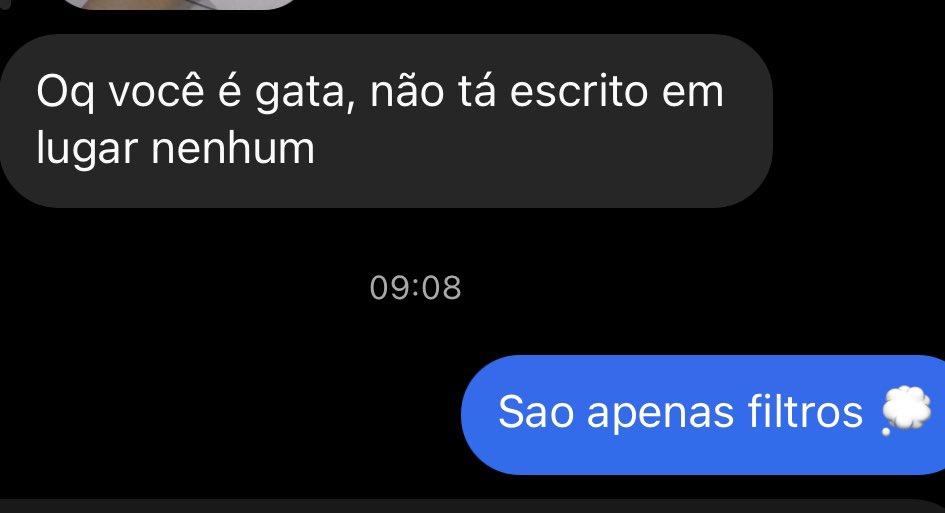 Oq você é gata, não tá escrito em
lugar nenhum
09:08
Sao apenas filtros 💭